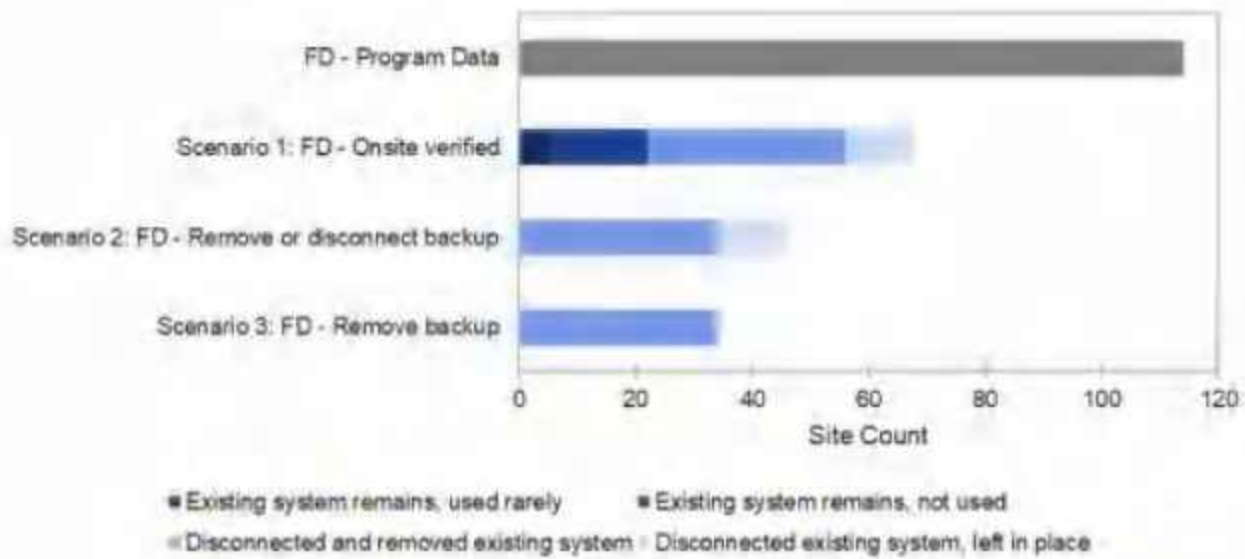 FD - Program Data
Scenario 1: FD - Onsite verified
Scenario 2: FD - Remove or disconnect backup
Scenario 3: FD - Remove backup
0 20 40 60 80 100 120
Site Count
Existing system remains, used rarely Existing system remains, not used
Disconnected and removed existing system Disconnected existing system, left in place